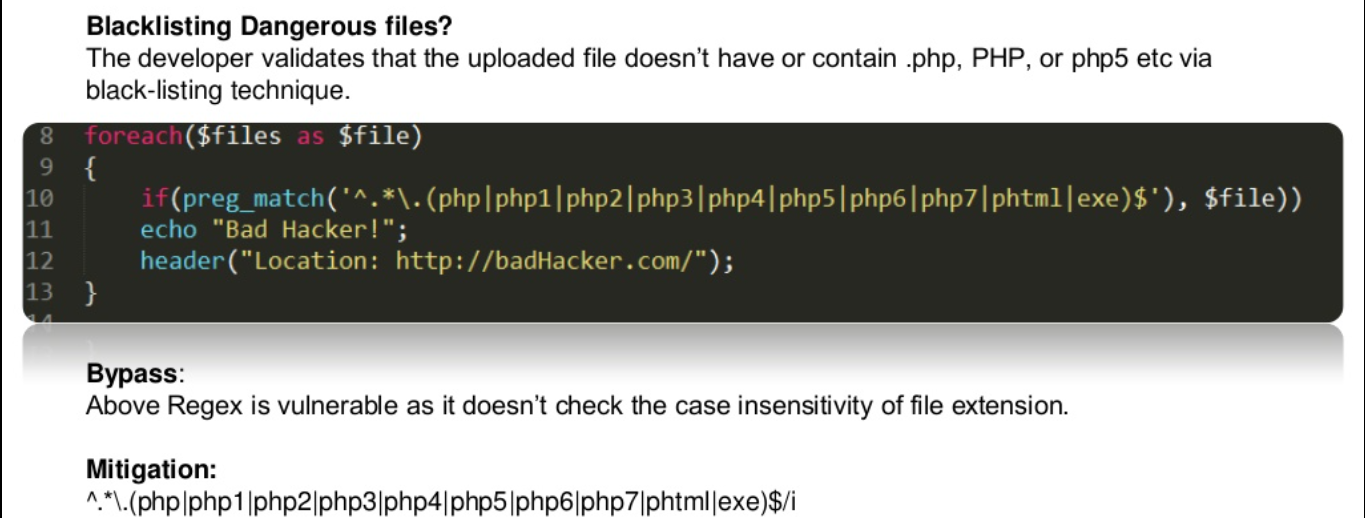 Blacklisting Dangerous files?
The developer validates that the uploaded file doesn't have or contain .php, PHP, or php5 etc via
black-listing technique.
8 foreach($files as $file)
9 {
10 if(preg_match('^.*\.(php|php1|php2|php3|php4|php5|php6|php7|phtml|exe)$'), $file))
11 echo "Bad Hacker!";
12 header("Location: http://badHacker.com/");
13 }
14
Bypass:
Above Regex is vulnerable as it doesn't check the case insensitivity of file extension.
Mitigation:
^.*\.(php|php1|php2|php3|php4|php5|php6|php7|phtml|exe)$/i